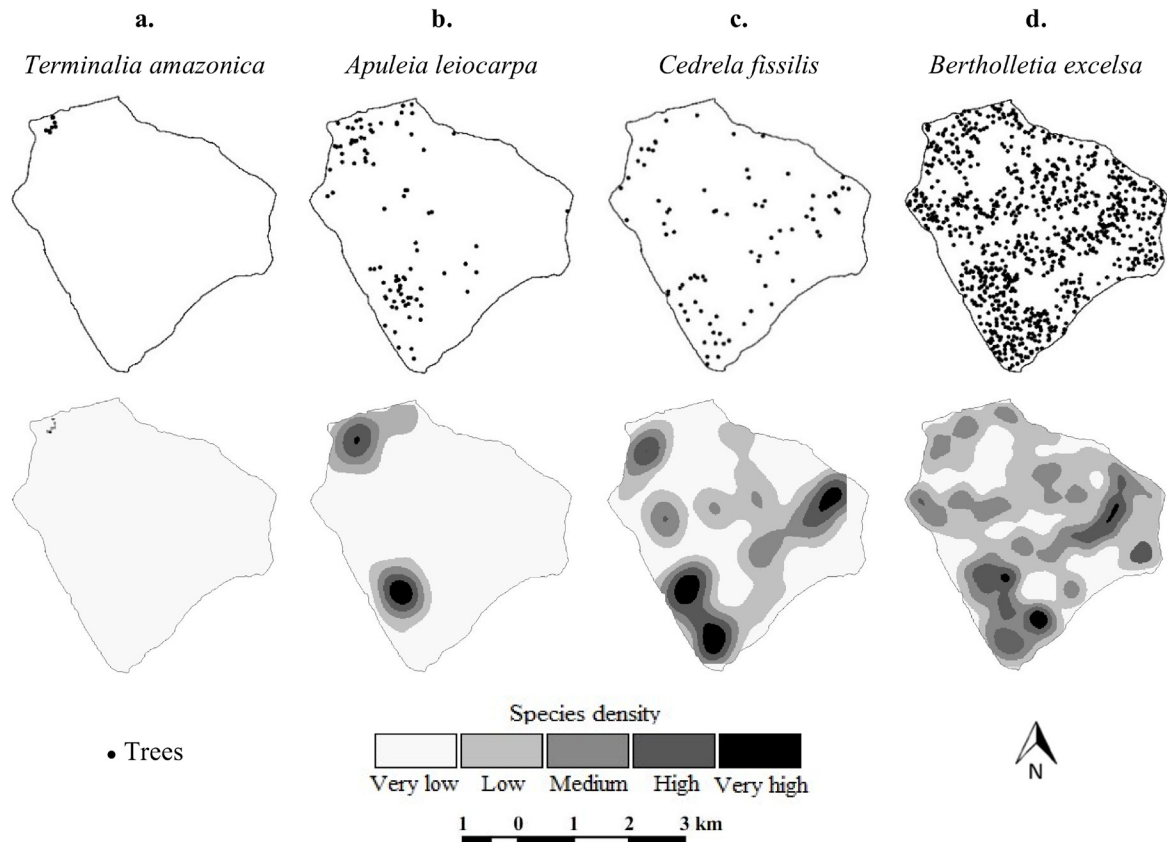 a. b. c. d.
Terminalia amazonica Apuleia leiocarpa Cedrela fissilis Bertholletia excelsa
Species density
• Trees
Very low Low Medium High Very high
N
1 0 1 2 3 km